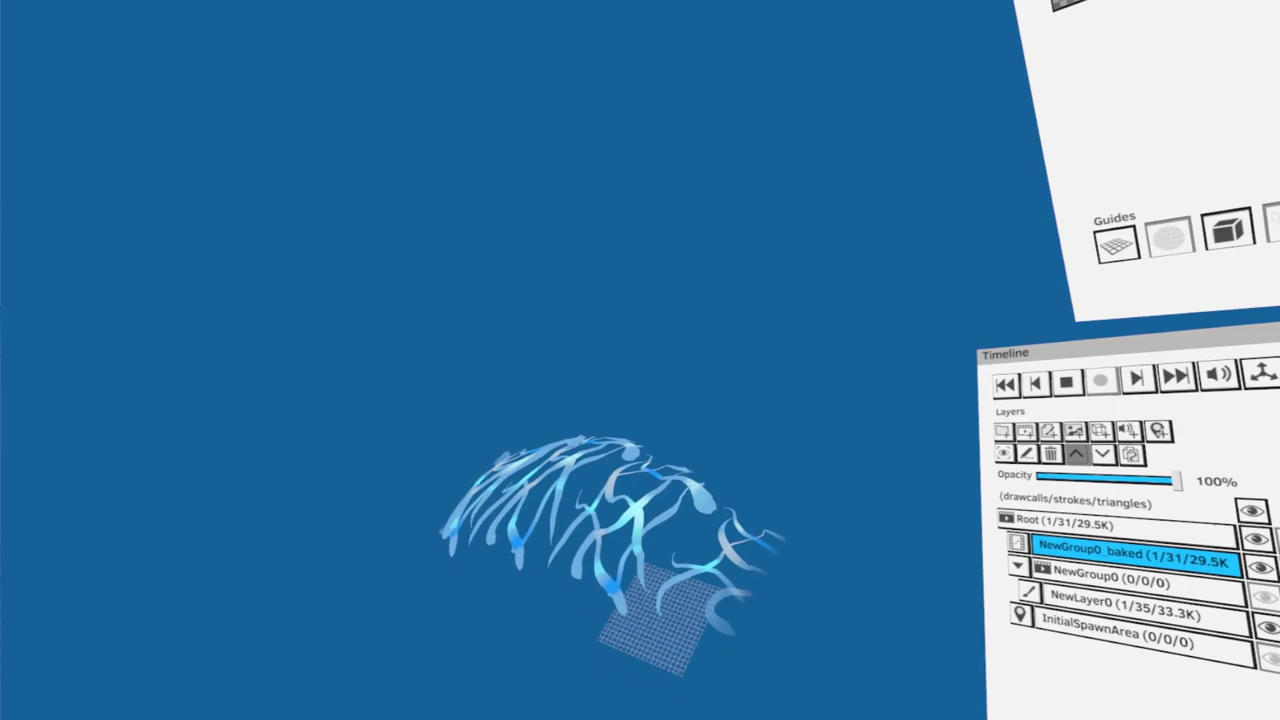 Guides
Timeline
Layers
Opacity 100%
(drawcalls/strokes/triangles)
Root (1/31/29.5K)
NewGroup0_baked (1/31/29.5K
NewGroup0 (0/0/0)
NewLayer0 (1/35/33.3K)
InitialSpawnArea (0/0/0)